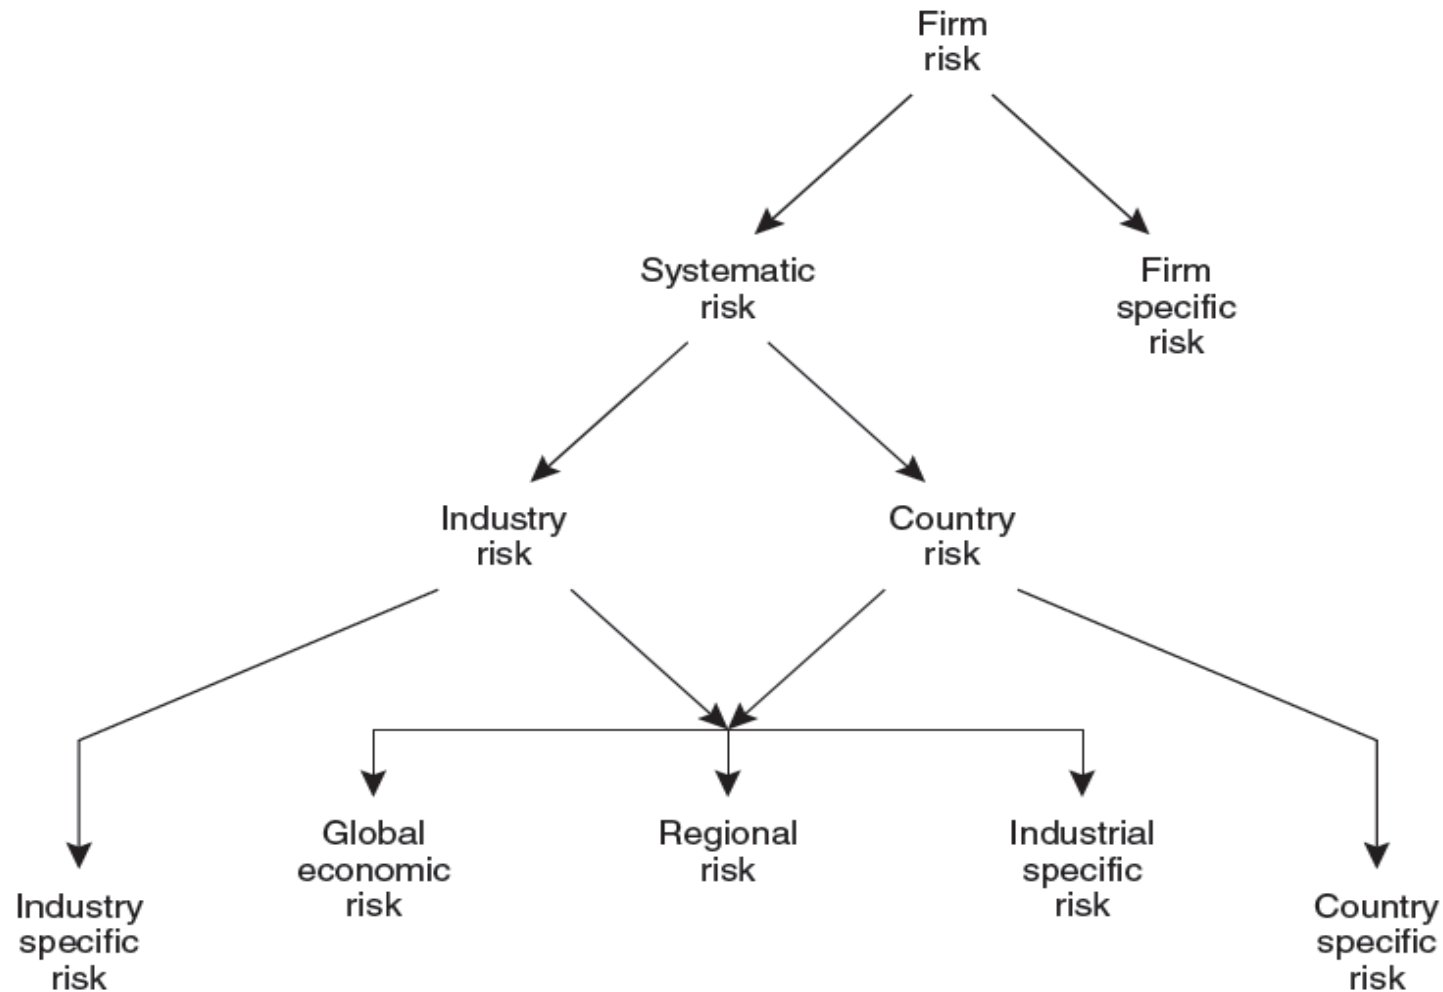 Firm
risk
Systematic
risk
Firm
specific
risk
Industry
risk
Country
risk
Global
economic
risk
Regional
risk
Industrial
specific
risk
Industry
specific
risk
Country
specific
risk